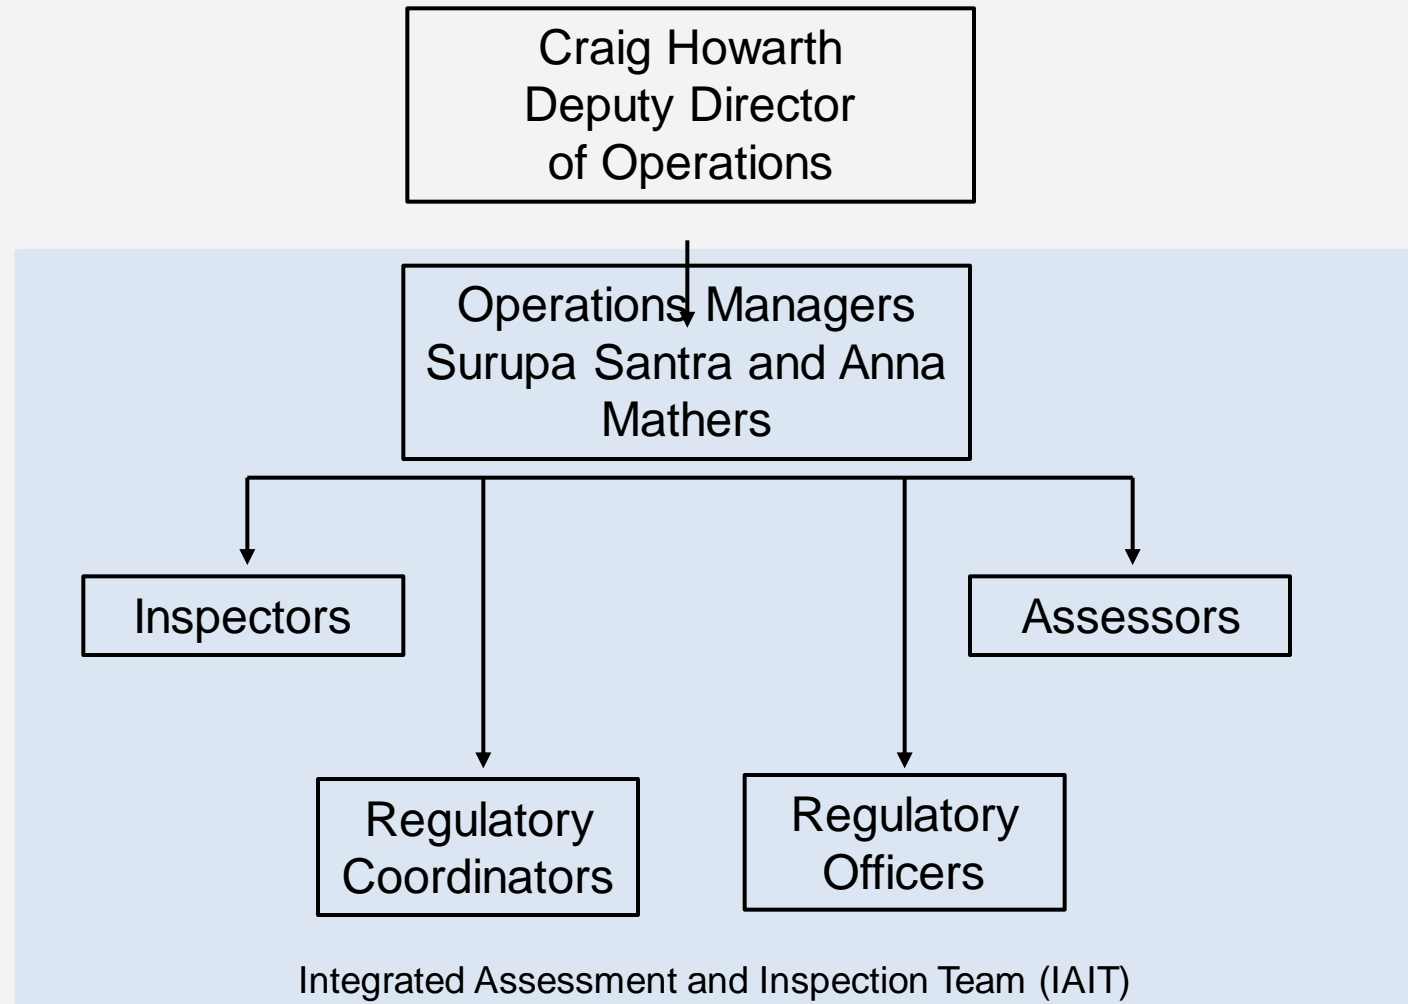 Craig Howarth
Deputy Director
of Operations
Operations Managers
Surupa Santra and Anna
Mathers
Inspectors
Assessors
Regulatory
Coordinators
Regulatory
Officers
Integrated Assessment and Inspection Team (IAIT)